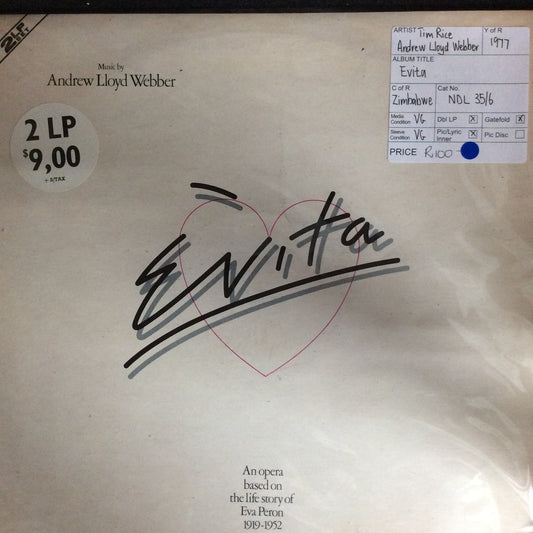 2 LP
SET
Music by
Andrew Lloyd Webber
2 LP
$9,00
+ S/TAX
ARTIST Tim Rice
Andrew Lloyd Webber
Y of R
1977
ALBUM TITLE
Evita
C of R
Zimbabwe
Cat No.
NDL 35/6
Media
Condition VG
Dbl LP X
Gatefold X
Sleeve
Condition VG
Pic/Lyric
Inner X
Pic Disc
PRICE R100
Evita
An opera
based on
the life story of
Eva Peron
1919-1952